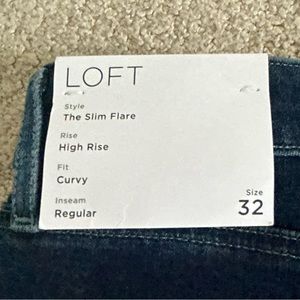 LOFT
Style
The Slim Flare
Rise
High Rise
Fit
Curvy
Inseam
Regular
Size
32